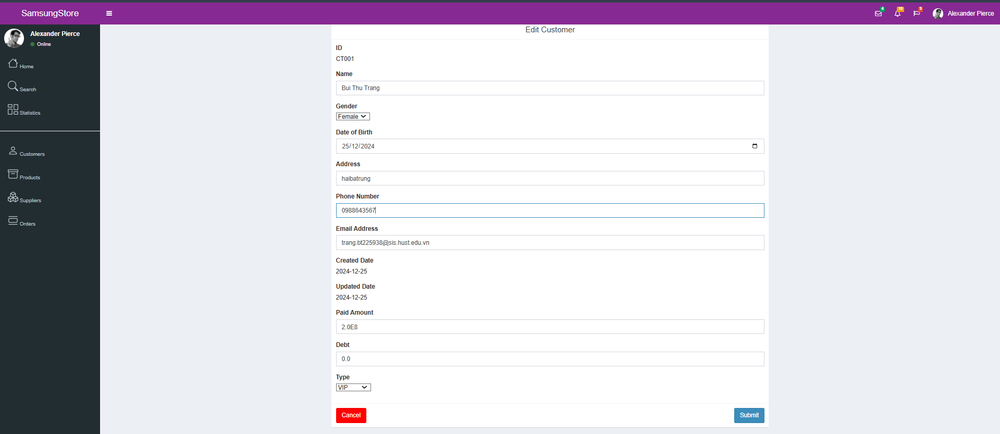 SamsungStore
4
10
9
Alexander Pierce
Alexander Pierce
Online
Home
Search
Statistics
Customers
Products
Suppliers
Orders
Edit Customer
ID
CT001
Name
Bui Thu Trang
Gender
Female
Date of Birth
25/12/2024
Address
haibatrung
Phone Number
0988643567
Email Address
trang.bt225938@sis.hust.edu.vn
Created Date
2024-12-25
Updated Date
2024-12-25
Paid Amount
2.0E8
Debt
0.0
Type
VIP
Cancel
Submit